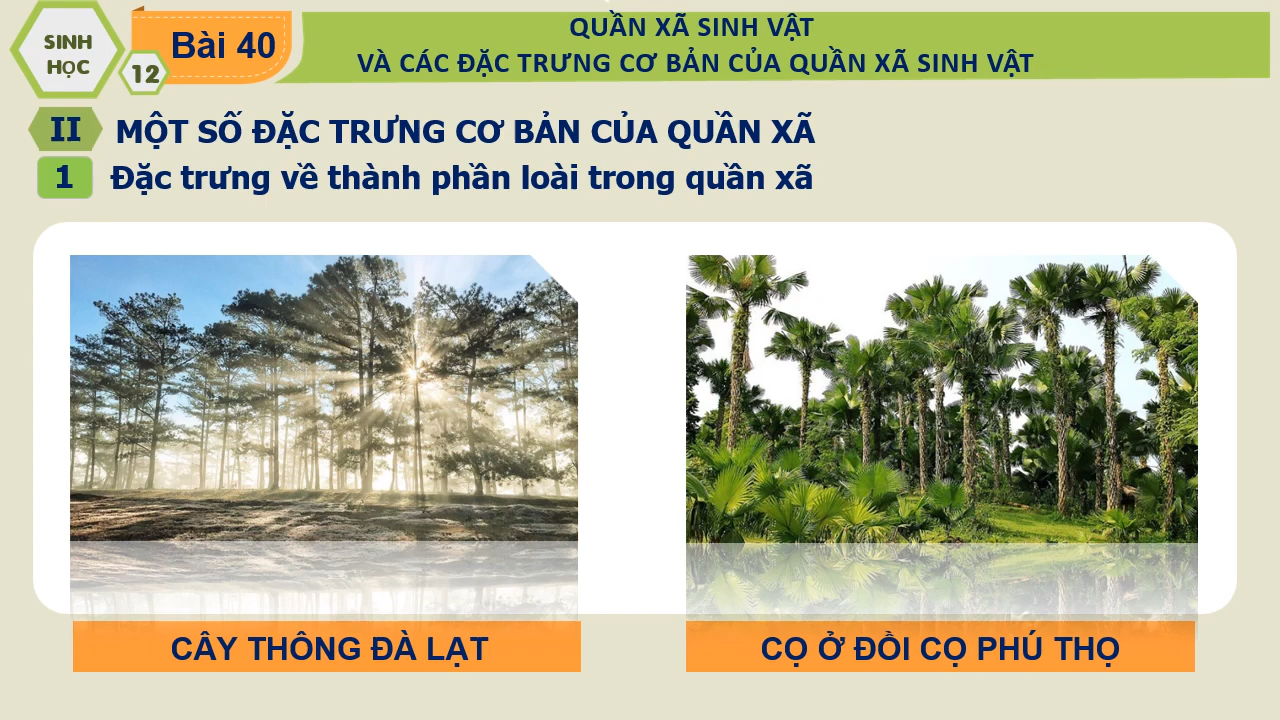 SINH
HỌC
12
Bài 40
QUẦN XÃ SINH VẬT
VÀ CÁC ĐẶC TRƯNG CƠ BẢN CỦA QUẦN XÃ SINH VẬT
II MỘT SỐ ĐẶC TRƯNG CƠ BẢN CỦA QUẦN XÃ
1 Đặc trưng về thành phần loài trong quần xã
CÂY THÔNG ĐÀ LẠT
CỌ Ở ĐỒI CỌ PHÚ THỌ